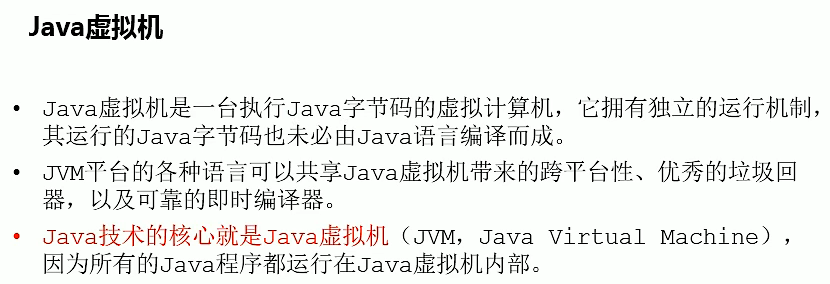 Java虚拟机
• Java虚拟机是一台执行Java字节码的虚拟计算机，它拥有独立的运行机制，
其运行的Java字节码也未必由Java语言编译而成。
• JVM平台的各种语言可以共享Java虚拟机带来的跨平台性、优秀的垃圾回
器，以及可靠的即时编译器。
• Java技术的核心就是Java虚拟机（JVM，Java Virtual Machine），
因为所有的Java程序都运行在Java虚拟机内部。